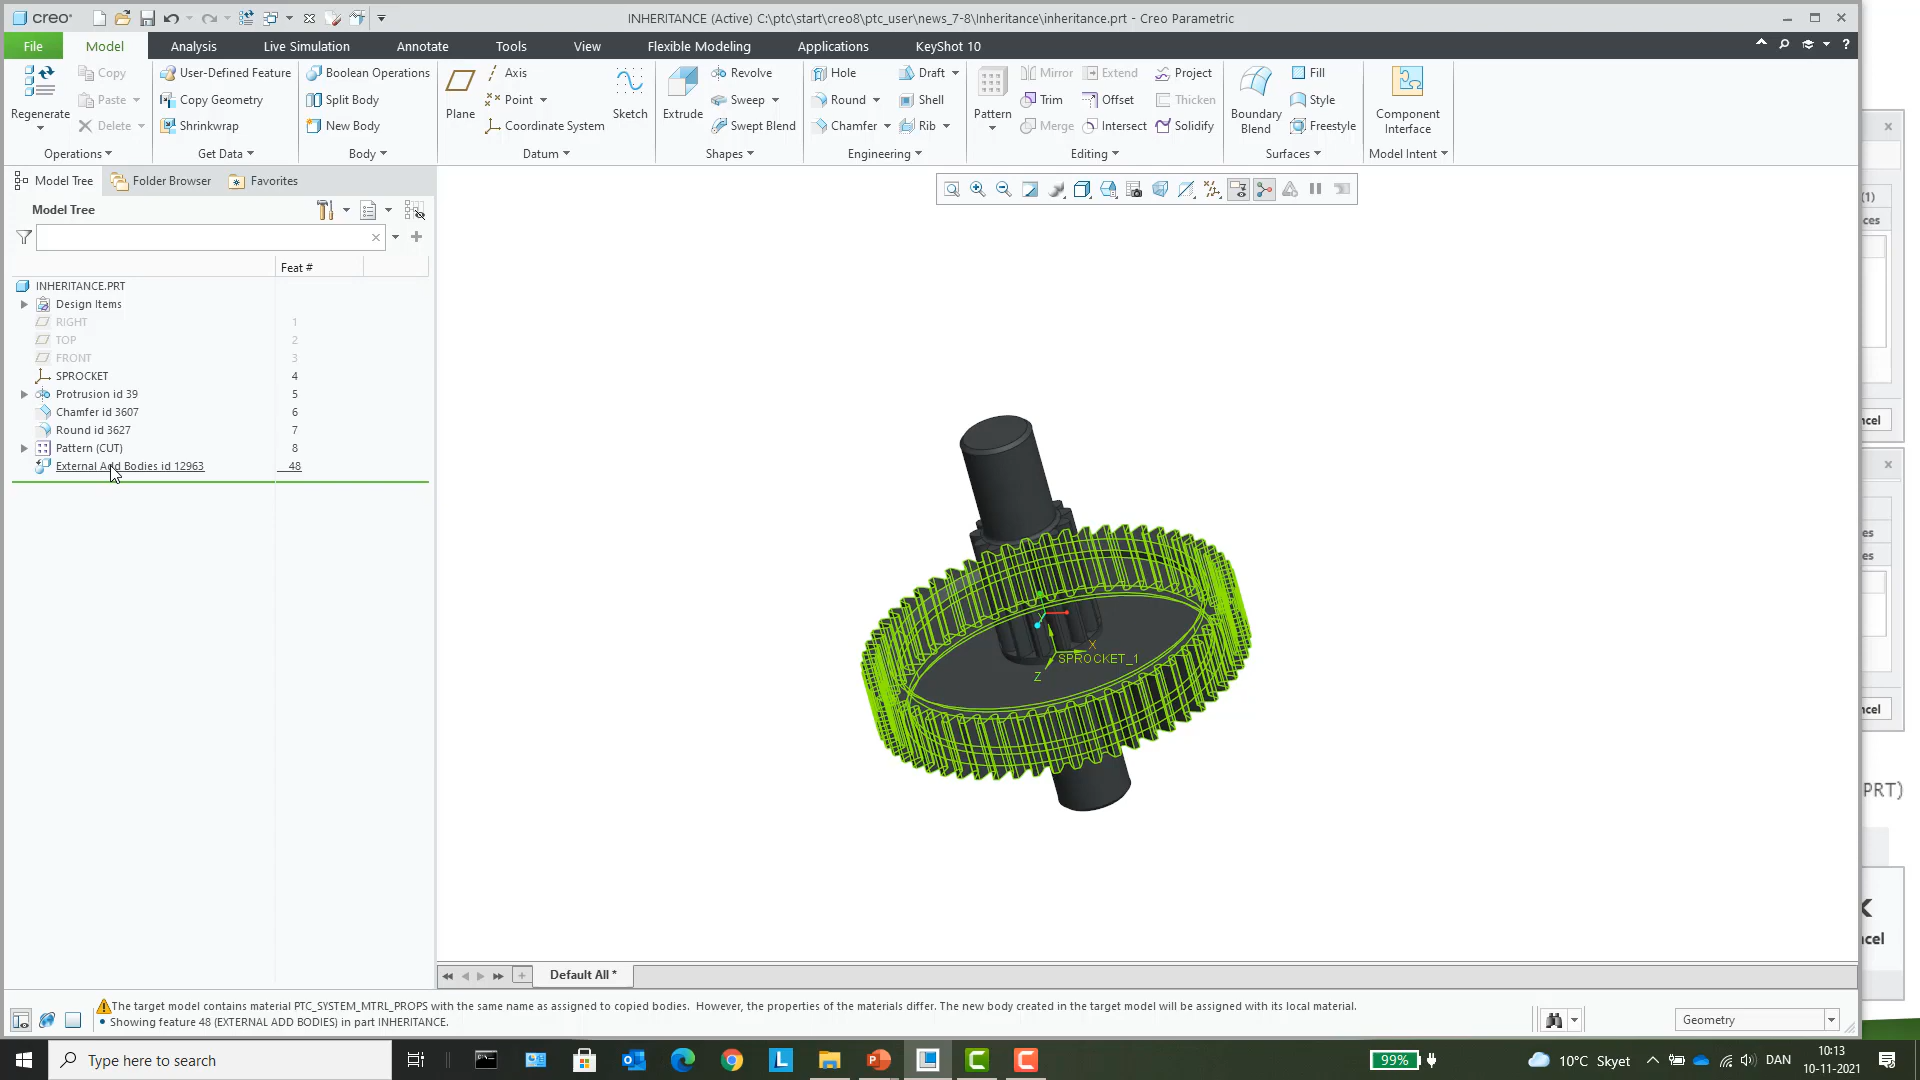 creo
INHERITANCE (Active) C:\ptc\start\creo8\ptc_user\news_7-8\Inheritance\inheritance.prt - Creo Parametric
File
Model
Analysis
Live Simulation
Annotate
Tools
View
Flexible Modeling
Applications
KeyShot 10
Regenerate
Copy
Paste
Delete
Operations
User-Defined Feature
Copy Geometry
Shrinkwrap
Get Data
Boolean Operations
Split Body
New Body
Body
Plane
Axis
Point
Coordinate System
Sketch
Datum
Extrude
Revolve
Sweep
Swept Blend
Shapes
Hole
Round
Chamfer
Draft
Shell
Rib
Engineering
Pattern
Mirror
Trim
Merge
Extend
Offset
Intersect
Project
Thicken
Solidify
Editing
Boundary
Blend
Fill
Style
Freestyle
Surfaces
Component
Interface
Model Intent
Model Tree
Folder Browser
Favorites
Model Tree
Feat #
INHERITANCE.PRT
Design Items
RIGHT 1
TOP 2
FRONT 3
SPROCKET 4
Protrusion id 39 5
Chamfer id 3607 6
Round id 3627 7
Pattern (CUT) 8
External Add Bodies id 12963 48
X
Y
SPROCKET_1
Z
(1)
ces
ncel
es
es
ncel
PRT)
K
ncel
Default All *
The target model contains material PTC_SYSTEM_MTRL_PROPS with the same name as assigned to copied bodies. However, the properties of the materials differ. The new body created in the target model will be assigned with its local material.
• Showing feature 48 (EXTERNAL ADD BODIES) in part INHERITANCE.
Geometry
Type here to search
99%
10°C Skyet
DAN
10:13
10-11-2021